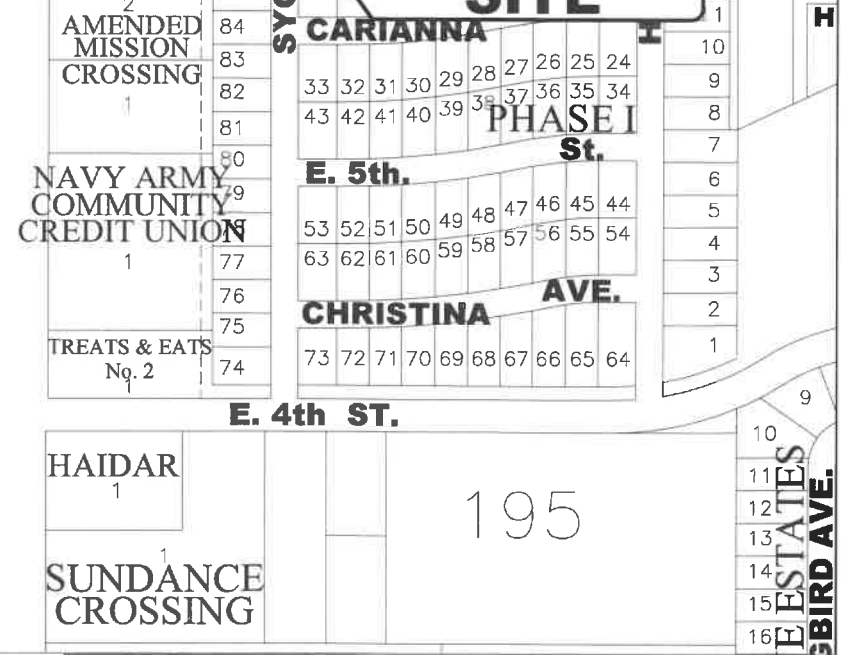 2
AMENDED
MISSION
CROSSING
1
84
83
82
81
80
79
77
76
75
74
NAVY ARMY
COMMUNITY
CREDIT UNION
1
TREATS & EATS
No. 2
1
SITE
CARIANNA
H
33 32 31 30 29 28 27 26 25 24
43 42 41 40 39 38 37 36 35 34
PHASE I
E. 5th. St.
53 52 51 50 49 48 47 46 45 44
63 62 61 60 59 58 57 56 55 54
CHRISTINA AVE.
73 72 71 70 69 68 67 66 65 64
1
10
9
8
7
6
5
4
3
2
1
H
E. 4th ST.
HAIDAR
1
1
SUNDANCE
CROSSING
195
9
10
11
12
13
14
15
16
E ESTATES
BIRD AVE.